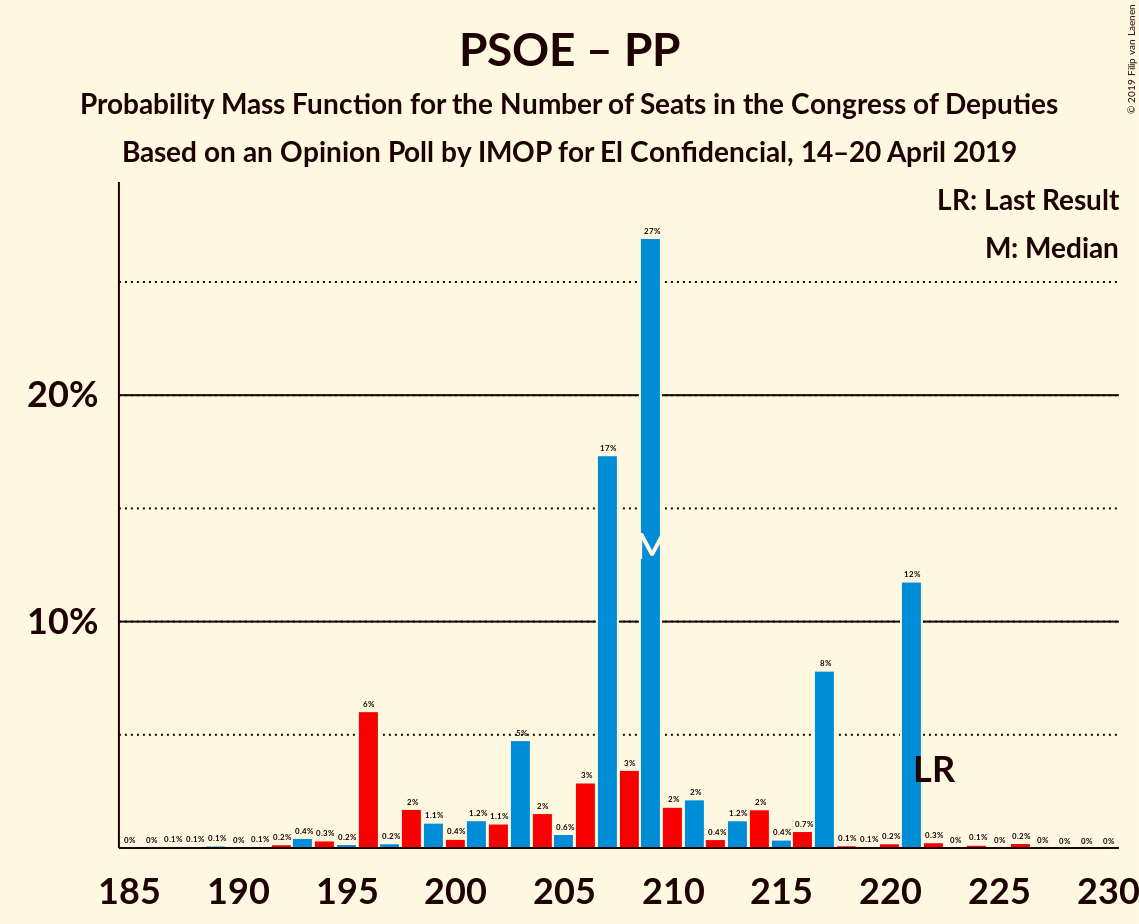 PSOE – PP
Probability Mass Function for the Number of Seats in the Congress of Deputies
Based on an Opinion Poll by IMOP for El Confidencial, 14–20 April 2019
© 2019 Filip van Laenen
LR: Last Result
M: Median
20%
10%
0% 0% 0.1% 0.1% 0.1% 0% 0.1% 0.2% 0.4% 0.3% 0.2% 6% 0.2% 2% 1.1% 0.4% 1.2% 1.1% 5% 2% 0.6% 3% 17% 3% 27% 2% 2% 0.4% 1.2% 2% 0.4% 0.7% 8% 0.1% 0.1% 0.2% 12% 0.3% 0% 0.1% 0% 0.2% 0% 0% 0% 0%
M
LR
185 190 195 200 205 210 215 220 225 230